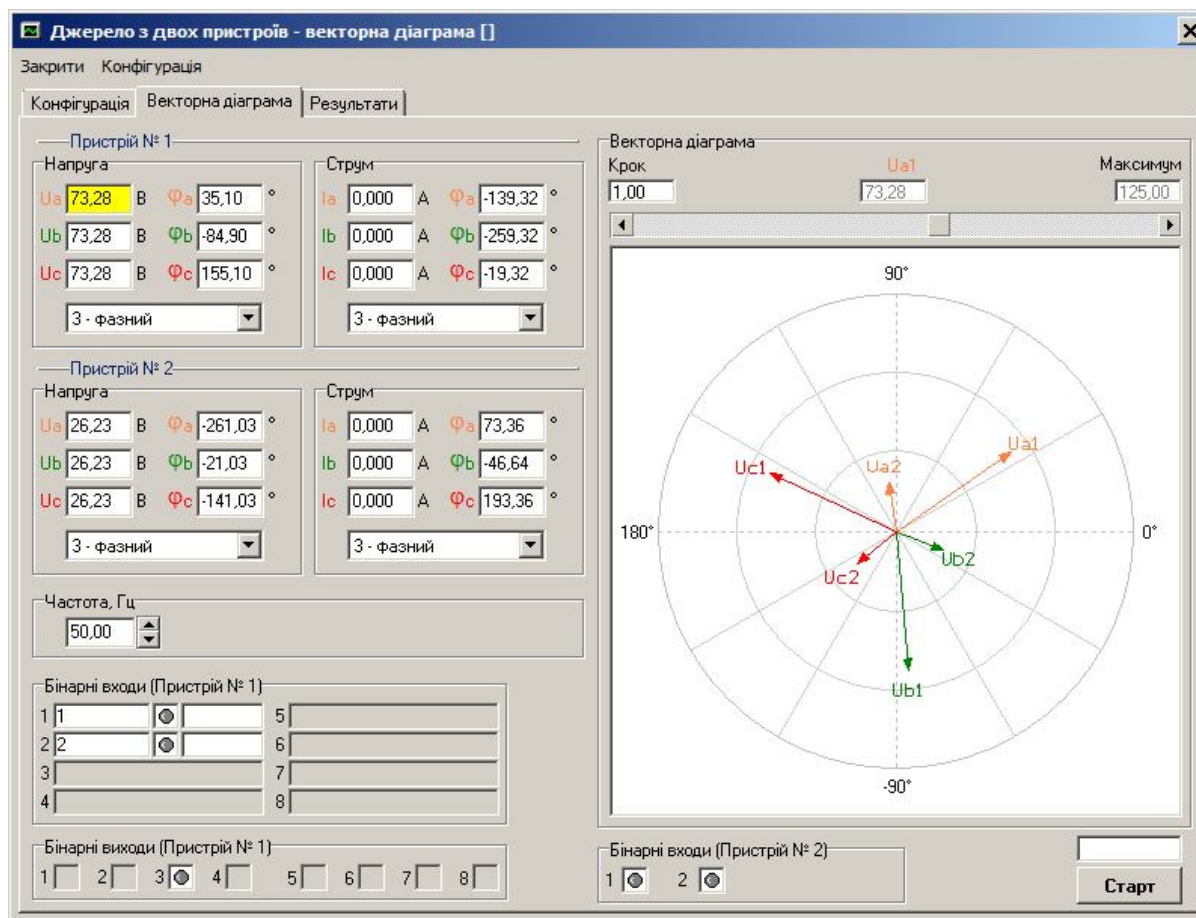 Джерело з двох пристроїв - векторна діаграма []
Закрити Конфігурація
Конфігурація Векторна діаграма Результати
Пристрій № 1
Напруга
Ua 73,28 В φa 35,10 °
Ub 73,28 В φb -84,90 °
Uc 73,28 В φc 155,10 °
3 - фазний
Струм
Ia 0,000 А φa -139,32 °
Ib 0,000 А φb -259,32 °
Ic 0,000 А φc -19,32 °
3 - фазний
Пристрій № 2
Напруга
Ua 26,23 В φa -261,03 °
Ub 26,23 В φb -21,03 °
Uc 26,23 В φc -141,03 °
3 - фазний
Струм
Ia 0,000 А φa 73,36 °
Ib 0,000 А φb -46,64 °
Ic 0,000 А φc 193,36 °
3 - фазний
Частота, Гц
50,00
Бінарні входи (Пристрій № 1)
1 1 5
2 2 6
3 7
4 8
Бінарні виходи (Пристрій № 1)
1 2 3 4 5 6 7 8
Векторна діаграма
Крок Ua1 Максимум
1,00 73,28 125,00
90°
Ua1
Uc1 Ua2
180° 0°
Uc2 Ub2
Ub1
-90°
Бінарні входи (Пристрій № 2)
1 2
Старт